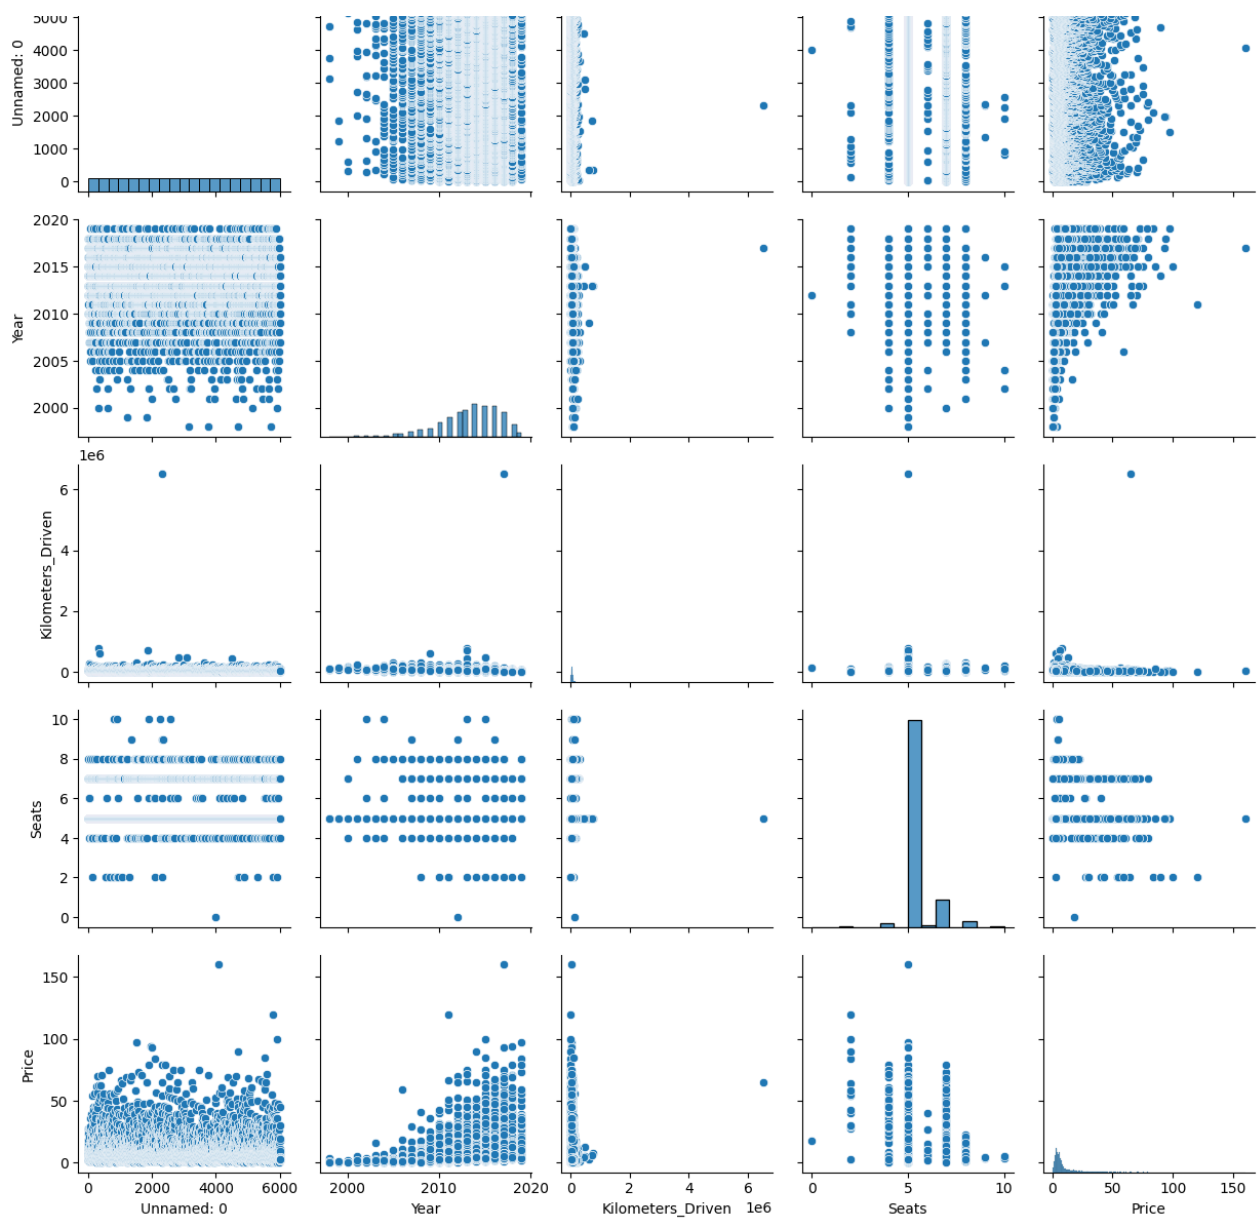 5000
4000
3000
2000
1000
0
Unnamed: 0
2020
2015
2010
2005
2000
Year
1e6
6
4
2
0
Kilometers_Driven
10
8
6
4
2
0
Seats
150
100
50
0
Price
0 2000 4000 6000
2000 2010 2020
0 2 4 6
0 5 10
0 50 100 150
1e6
Unnamed: 0 Year Kilometers_Driven Seats Price